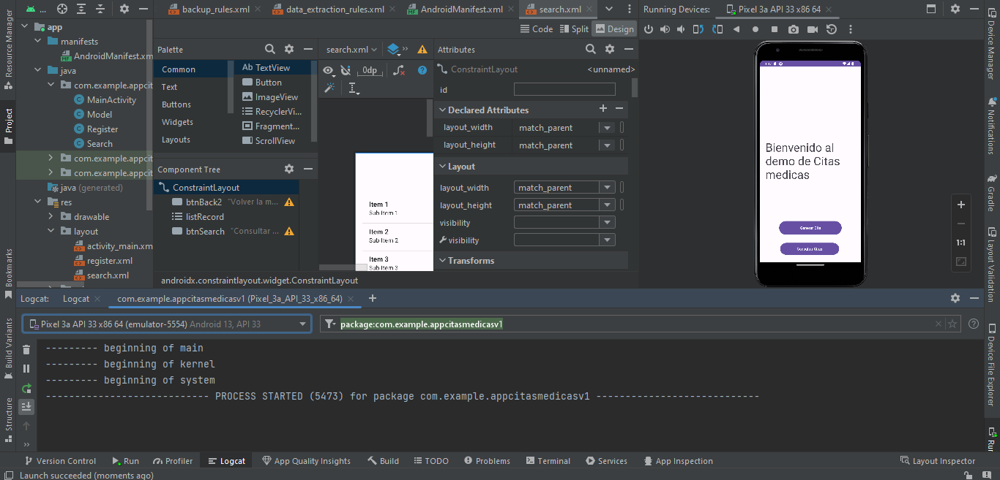 ...
backup_rules.xml
data_extraction_rules.xml
AndroidManifest.xml
search.xml
Running Devices:
Pixel 3a API 33 x86 64
Code
Split
Design
Resource Manager
Project
Bookmarks
Build Variants
Structure
app
manifests
AndroidManifest.xm
java
com.example.appcit
MainActivity
Model
Register
Search
com.example.appcit
com.example.appcit
java (generated)
res
drawable
layout
activity_main.xm
register.xml
search.xml
Palette
Common
Text
Buttons
Widgets
Layouts
Ab TextView
Button
ImageView
RecyclerVi...
Fragment...
ScrollView
Component Tree
ConstraintLayout
btnBack2 "Volver la m...
listRecord
btnSearch "Consultar ...
search.xml
0dp
Item 1
Sub Item 1
Item 2
Sub Item 2
Item 3
Sub Item 3
Attributes
ConstraintLayout
<unnamed>
id
Declared Attributes
layout_width match_parent
layout_height match_parent
Layout
layout_width match_parent
layout_height match_parent
visibility
visibility
Transforms
androidx.constraintlayout.widget.ConstraintLayout
Bienvenido al
demo de Citas
medicas
Generar Cita
Consultar Citas
1:1
Device Manager
Notifications
Gradle
Layout Validation
Device File Explorer
Logcat: Logcat com.example.appcitasmedicasv1 (Pixel_3a_API_33_x86_64)
Pixel 3a API 33 x86 64 (emulator-5554) Android 13, API 33
package:com.example.appcitasmedicasv1
--------- beginning of main
--------- beginning of kernel
--------- beginning of system
---------------------------- PROCESS STARTED (5473) for package com.example.appcitasmedicasv1 ----------------------------
Version Control Run Profiler Logcat App Quality Insights Build TODO Problems Terminal Services App Inspection Layout Inspector
Launch succeeded (moments ago)